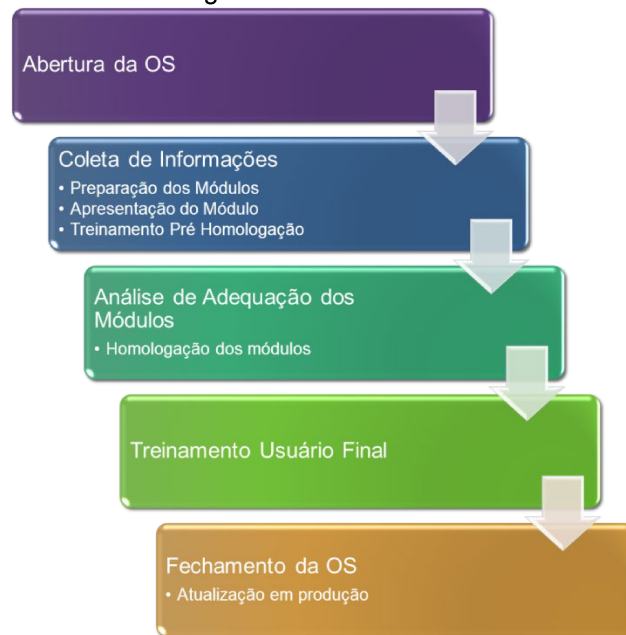 Abertura da OS
Coleta de Informações
• Preparação dos Módulos
• Apresentação do Módulo
• Treinamento Pré Homologação
Análise de Adequação dos
Módulos
• Homologação dos módulos
Treinamento Usuário Final
Fechamento da OS
• Atualização em produção